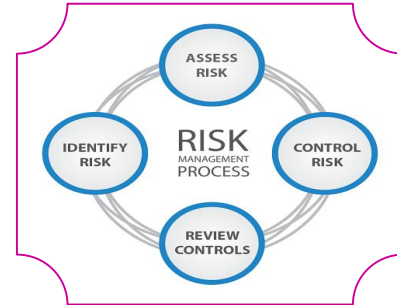 ASSESS
RISK
IDENTIFY
RISK
RISK
MANAGEMENT
PROCESS
CONTROL
RISK
REVIEW
CONTROLS